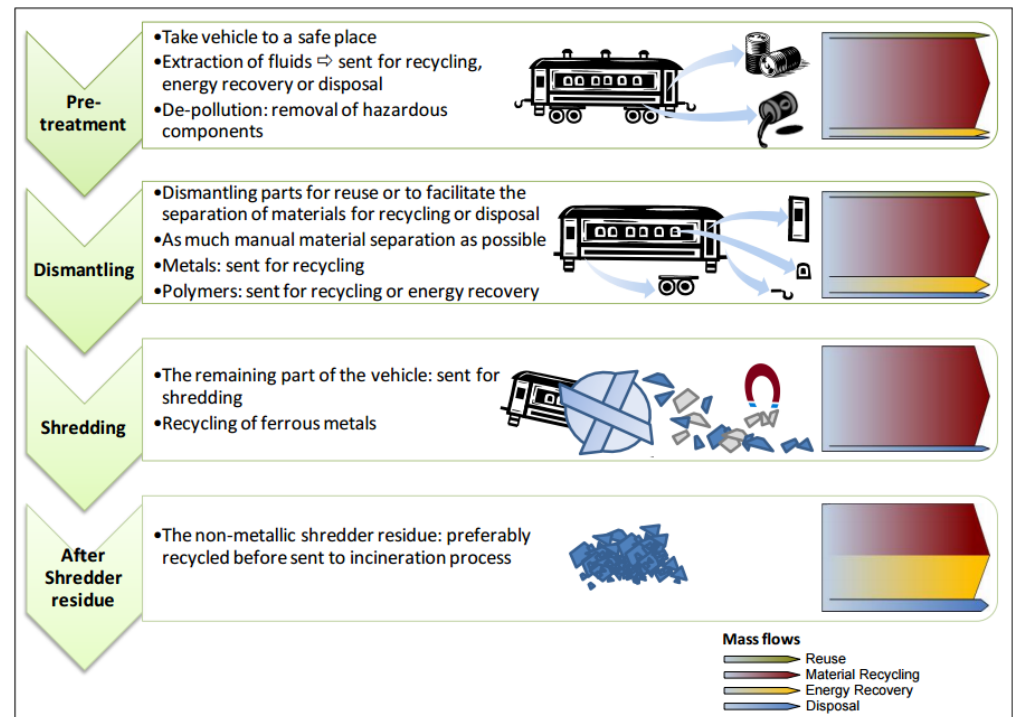 Pre-
treatment
•Take vehicle to a safe place
•Extraction of fluids ⇨ sent for recycling,
energy recovery or disposal
•De-pollution: removal of hazardous
components
Dismantling
•Dismantling parts for reuse or to facilitate the
separation of materials for recycling or disposal
•As much manual material separation as possible
•Metals: sent for recycling
•Polymers: sent for recycling or energy recovery
Shredding
•The remaining part of the vehicle: sent for
shredding
•Recycling of ferrous metals
After
Shredder
residue
•The non-metallic shredder residue: preferably
recycled before sent to incineration process
Mass flows
Reuse
Material Recycling
Energy Recovery
Disposal